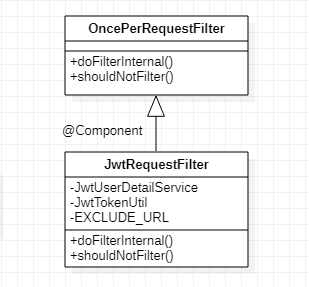 OncePerRequestFilter
+doFilterInternal()
+shouldNotFilter()
@Component
JwtRequestFilter
-JwtUserDetailService
-JwtTokenUtil
-EXCLUDE_URL
+doFilterInternal()
+shouldNotFilter()